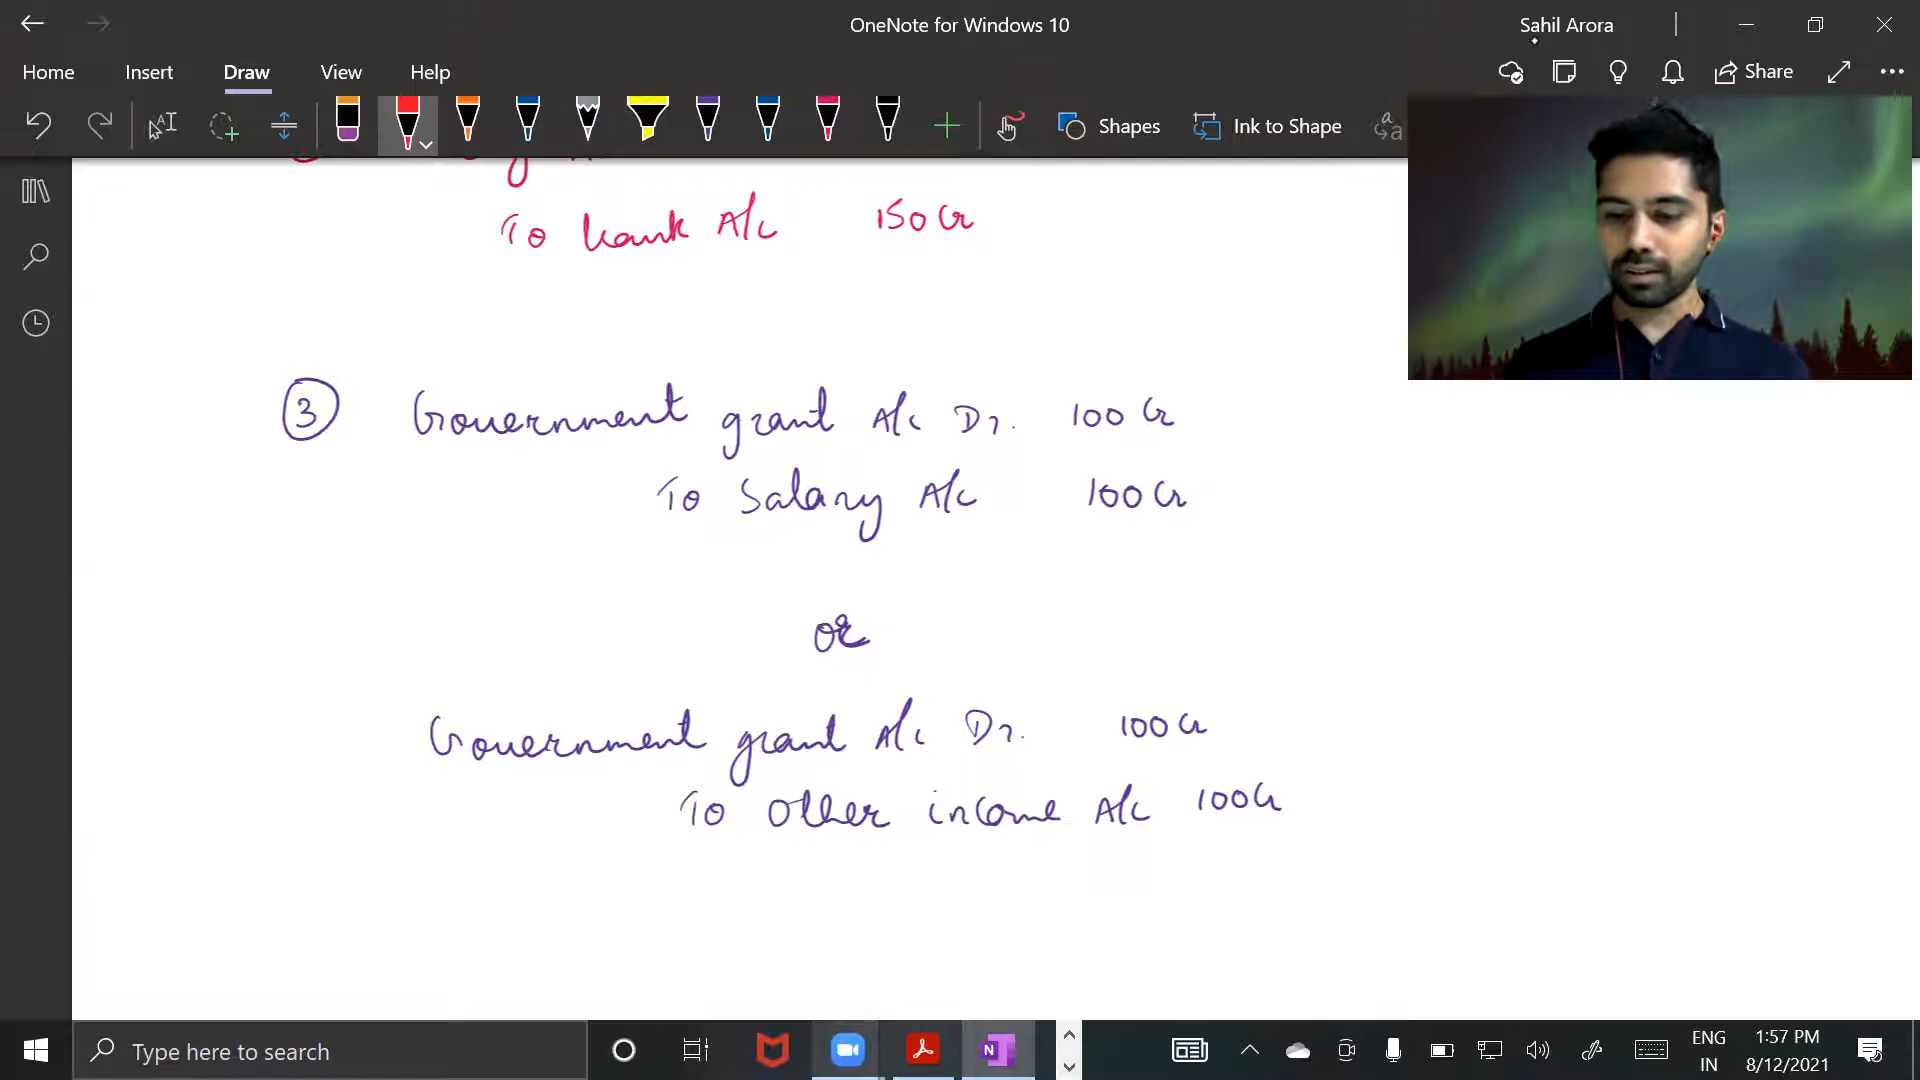 OneNote for Windows 10
Sahil Arora
Home Insert Draw View Help
Share
Shapes Ink to Shape
To bank A/c 150 Cr
3 Government grant A/c Dr. 100 Cr
To Salary A/c 100 Cr
or
Government grant A/c Dr. 100 Cr
To Other income A/c 100 Cr
Type here to search
ENG
IN
1:57 PM
8/12/2021